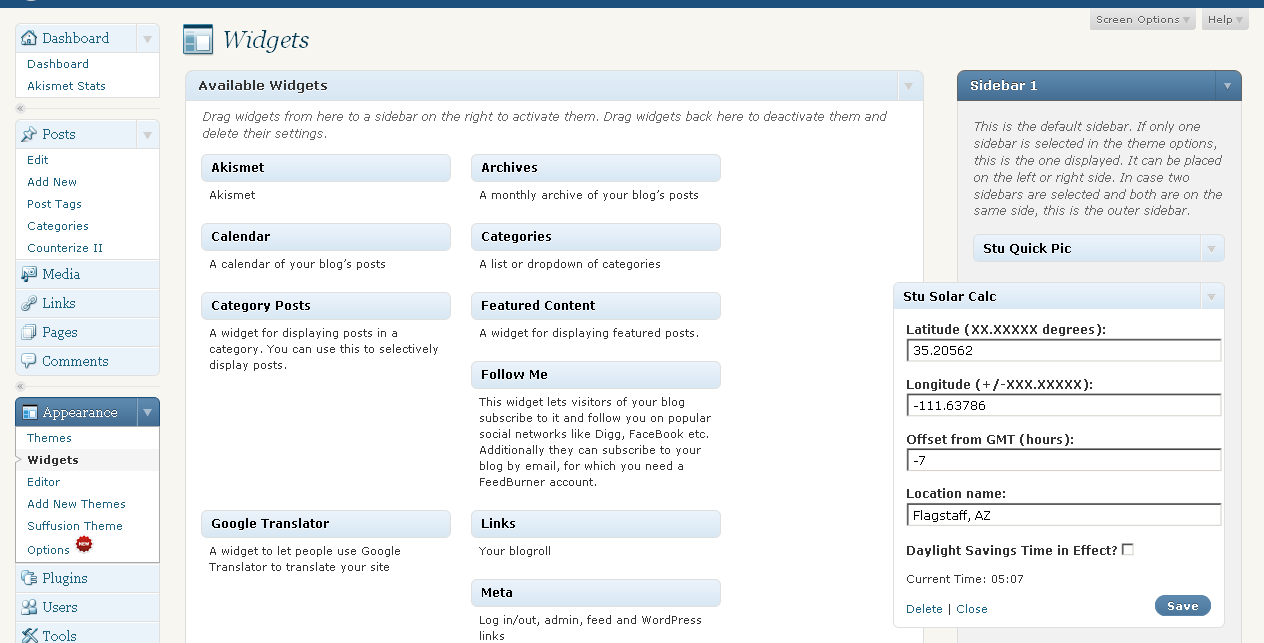 Screen Options
Help
Dashboard
Dashboard
Akismet Stats
Posts
Edit
Add New
Post Tags
Categories
Counterize II
Media
Links
Pages
Comments
Appearance
Themes
Widgets
Editor
Add New Themes
Suffusion Theme
Options NEW
Plugins
Users
Tools
Widgets
Available Widgets
Drag widgets from here to a sidebar on the right to activate them. Drag widgets back here to deactivate them and
delete their settings.
Akismet
Akismet
Archives
A monthly archive of your blog's posts
Calendar
A calendar of your blog's posts
Categories
A list or dropdown of categories
Category Posts
A widget for displaying posts in a
category. You can use this to selectively
display posts.
Featured Content
A widget for displaying featured posts.
Follow Me
This widget lets visitors of your blog
subscribe to it and follow you on popular
social networks like Digg, FaceBook etc.
Additionally they can subscribe to your
blog by email, for which you need a
FeedBurner account.
Google Translator
A widget to let people use Google
Translator to translate your site
Links
Your blogroll
Meta
Log in/out, admin, feed and WordPress
links
Sidebar 1
This is the default sidebar. If only one
sidebar is selected in the theme options,
this is the one displayed. It can be placed
on the left or right side. In case two
sidebars are selected and both are on the
same side, this is the outer sidebar.
Stu Quick Pic
Stu Solar Calc
Latitude (XX.XXXXX degrees):
35.20562
Longitude (+/-XXX.XXXXX):
-111.63786
Offset from GMT (hours):
-7
Location name:
Flagstaff, AZ
Daylight Savings Time in Effect?
Current Time: 05:07
Delete | Close
Save